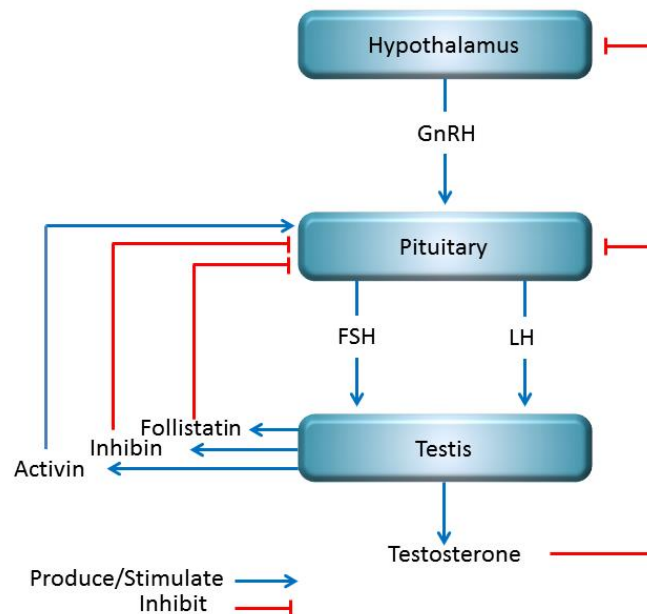 Hypothalamus
GnRH
Pituitary
FSH
LH
Follistatin
Inhibin
Activin
Testis
Testosterone
Produce/Stimulate
Inhibit